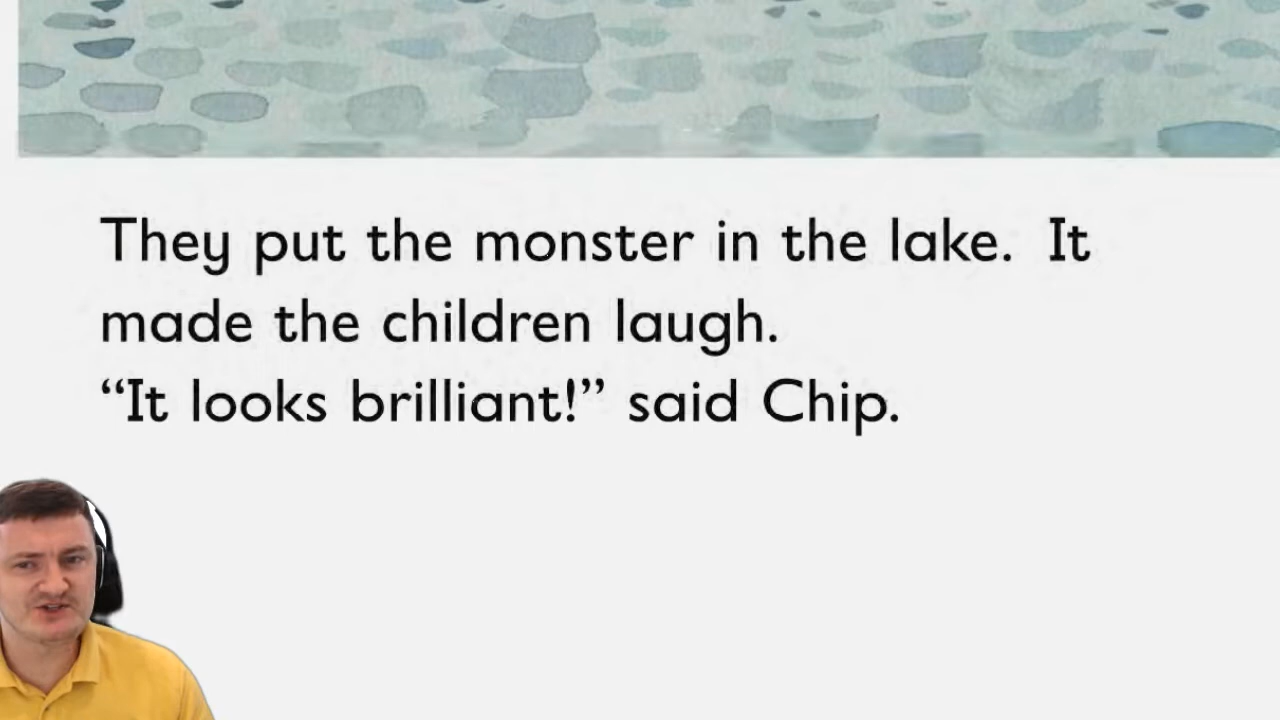 They put the monster in the lake.  It
made the children laugh.
“It looks brilliant!” said Chip.